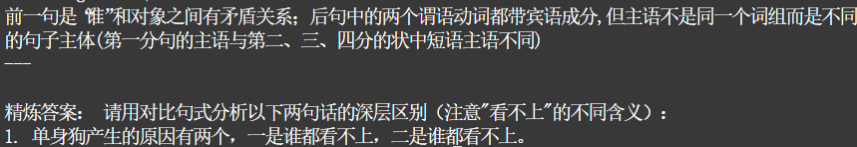 前一句是“谁”和对象之间有矛盾关系；后句中的两个谓语动词都带宾语成分,但主语不是同一个词组而是不同
的句子主体(第一分句的主语与第二、三、四分的状中短语主语不同)
---
精炼答案： 请用对比句式分析以下两句话的深层区别（注意"看不上"的不同含义）：
1. 单身狗产生的原因有两个，一是谁都看不上，二是谁都看不上。